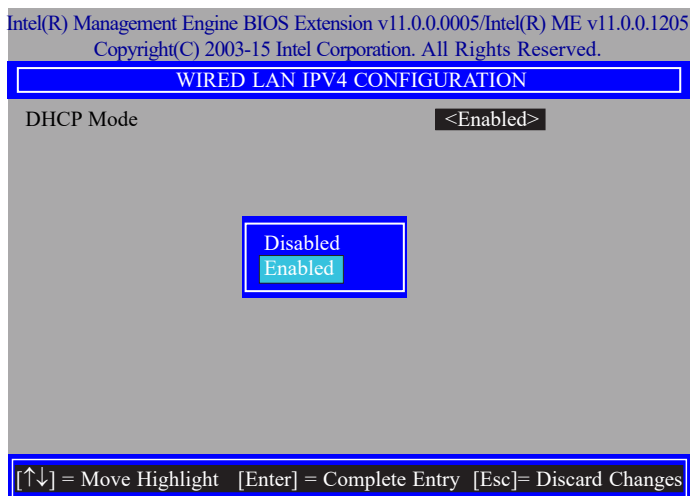 Intel(R) Management Engine BIOS Extension v11.0.0.0005/Intel(R) ME v11.0.0.1205
Copyright(C) 2003-15 Intel Corporation. All Rights Reserved.
WIRED LAN IPV4 CONFIGURATION
DHCP Mode <Enabled>
Disabled
Enabled
[↑↓] = Move Highlight [Enter] = Complete Entry [Esc]= Discard Changes